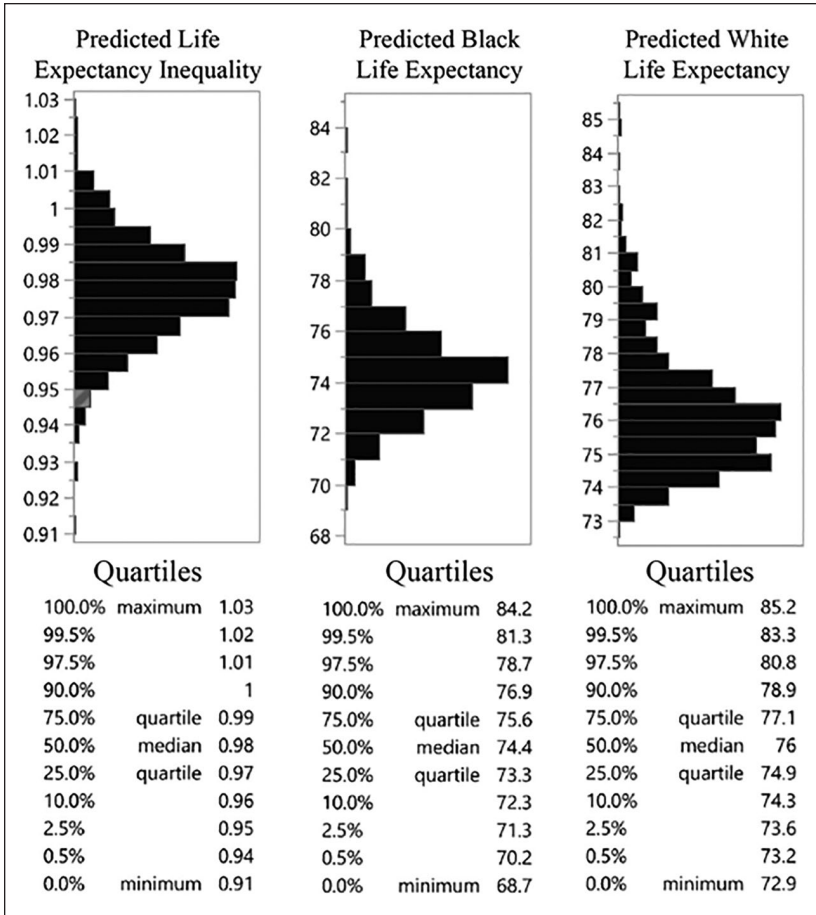 Predicted Life
Expectancy Inequality
1.03
1.02
1.01
1
0.99
0.98
0.97
0.96
0.95
0.94
0.93
0.92
0.91
Quartiles
100.0% maximum 1.03
99.5% 1.02
97.5% 1.01
90.0% 1
75.0% quartile 0.99
50.0% median 0.98
25.0% quartile 0.97
10.0% 0.96
2.5% 0.95
0.5% 0.94
0.0% minimum 0.91
Predicted Black
Life Expectancy
84
82
80
78
76
74
72
70
68
Quartiles
100.0% maximum 84.2
99.5% 81.3
97.5% 78.7
90.0% 76.9
75.0% quartile 75.6
50.0% median 74.4
25.0% quartile 73.3
10.0% 72.3
2.5% 71.3
0.5% 70.2
0.0% minimum 68.7
Predicted White
Life Expectancy
85
84
83
82
81
80
79
78
77
76
75
74
73
Quartiles
100.0% maximum 85.2
99.5% 83.3
97.5% 80.8
90.0% 78.9
75.0% quartile 77.1
50.0% median 76
25.0% quartile 74.9
10.0% 74.3
2.5% 73.6
0.5% 73.2
0.0% minimum 72.9